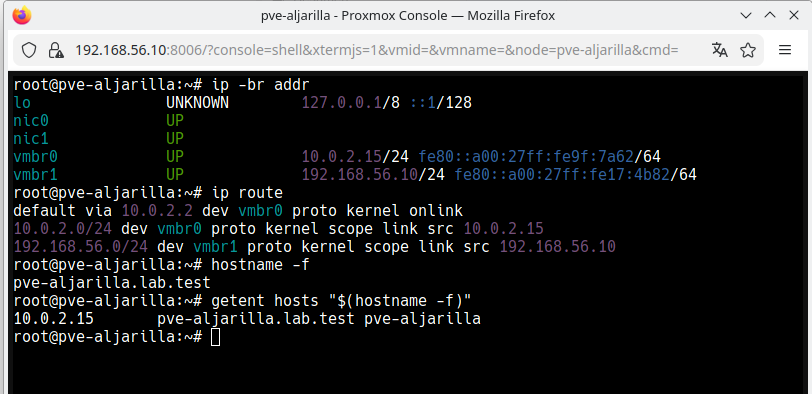 pve-aljarilla - Proxmox Console — Mozilla Firefox
192.168.56.10:8006/?console=shell&xtermjs=1&vmid=&vmname=&node=pve-aljarilla&cmd=
root@pve-aljarilla:~# ip -br addr
lo UNKNOWN 127.0.0.1/8 ::1/128
nic0 UP
nic1 UP
vmbr0 UP 10.0.2.15/24 fe80::a00:27ff:fe9f:7a62/64
vmbr1 UP 192.168.56.10/24 fe80::a00:27ff:fe17:4b82/64
root@pve-aljarilla:~# ip route
default via 10.0.2.2 dev vmbr0 proto kernel onlink
10.0.2.0/24 dev vmbr0 proto kernel scope link src 10.0.2.15
192.168.56.0/24 dev vmbr1 proto kernel scope link src 192.168.56.10
root@pve-aljarilla:~# hostname -f
pve-aljarilla.lab.test
root@pve-aljarilla:~# getent hosts "$(hostname -f)"
10.0.2.15 pve-aljarilla.lab.test pve-aljarilla
root@pve-aljarilla:~#